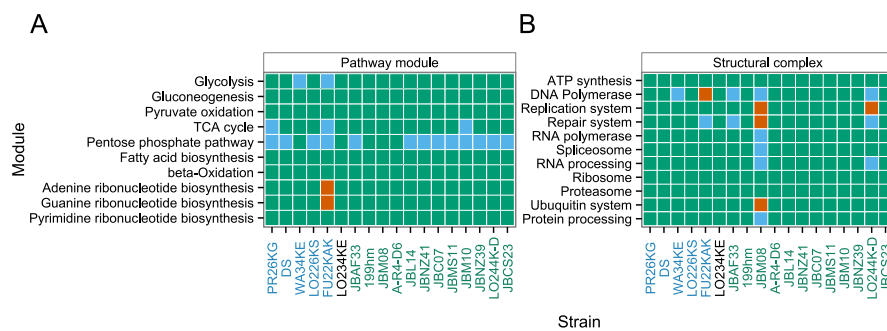 A
B
Pathway module
Structural complex
Module
Glycolysis
Gluconeogenesis
Pyruvate oxidation
TCA cycle
Pentose phosphate pathway
Fatty acid biosynthesis
beta-Oxidation
Adenine ribonucleotide biosynthesis
Guanine ribonucleotide biosynthesis
Pyrimidine ribonucleotide biosynthesis
ATP synthesis
DNA Polymerase
Replication system
Repair system
RNA polymerase
Spliceosome
RNA processing
Ribosome
Proteasome
Ubuquitin system
Protein processing
PR26KG
DS
WA34KE
LO226KS
FU22KAK
LO234KE
JBAF33
199hm
JBM08
A-R4-D6
JBL14
JBNZ41
JBC07
JBMS11
JBM10
JBNZ39
LO244K-D
JBCS23
PR26KG
DS
WA34KE
LO226KS
FU22KAK
LO234KE
JBAF33
199hm
JBM08
A-R4-D6
JBL14
JBNZ41
JBC07
JBMS11
JBM10
JBNZ39
LO244K-D
JBCS23
Strain